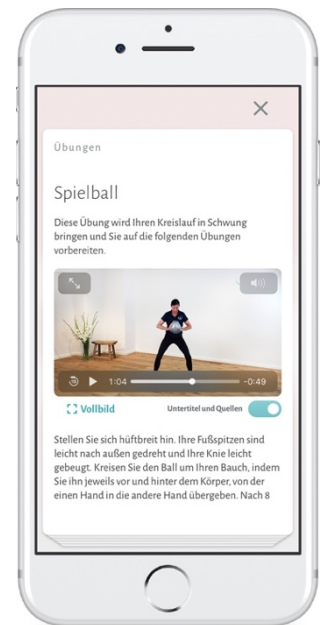 Übungen
Spielball
Diese Übung wird Ihren Kreislauf in Schwung
bringen und Sie auf die folgenden Übungen
vorbereiten.
1:04
-0:49
Vollbild
Untertitel und Quellen
Stellen Sie sich hüftbreit hin. Ihre Fußspitzen sind
leicht nach außen gedreht und Ihre Knie leicht
gebeugt. Kreisen Sie den Ball um Ihren Bauch, indem
Sie ihn jeweils vor und hinter dem Körper, von der
einen Hand in die andere Hand übergeben. Nach 8